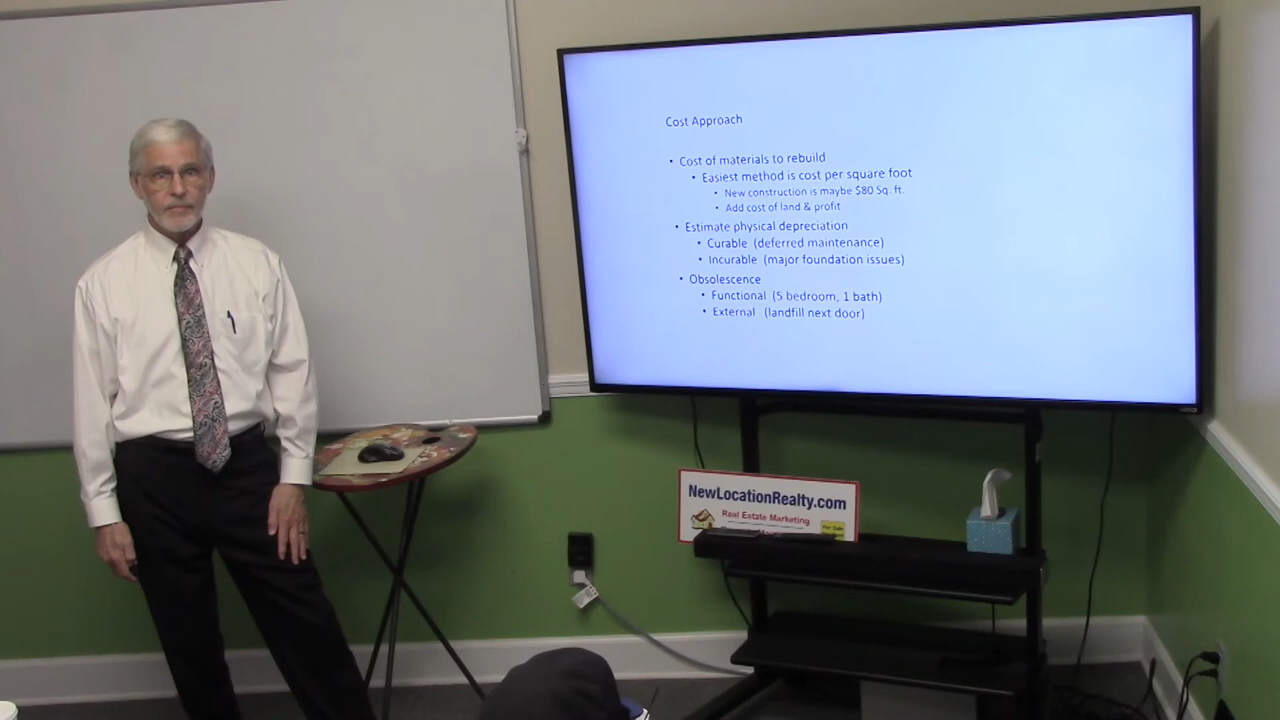 Cost Approach
• Cost of materials to rebuild
• Easiest method is cost per square foot
• New construction is maybe $80 Sq. ft.
• Add cost of land & profit
• Estimate physical depreciation
• Curable (deferred maintenance)
• Incurable (major foundation issues)
• Obsolescence
• Functional (5 bedroom, 1 bath)
• External (landfill next door)
NewLocationRealty.com
Real Estate Marketing
For Sale